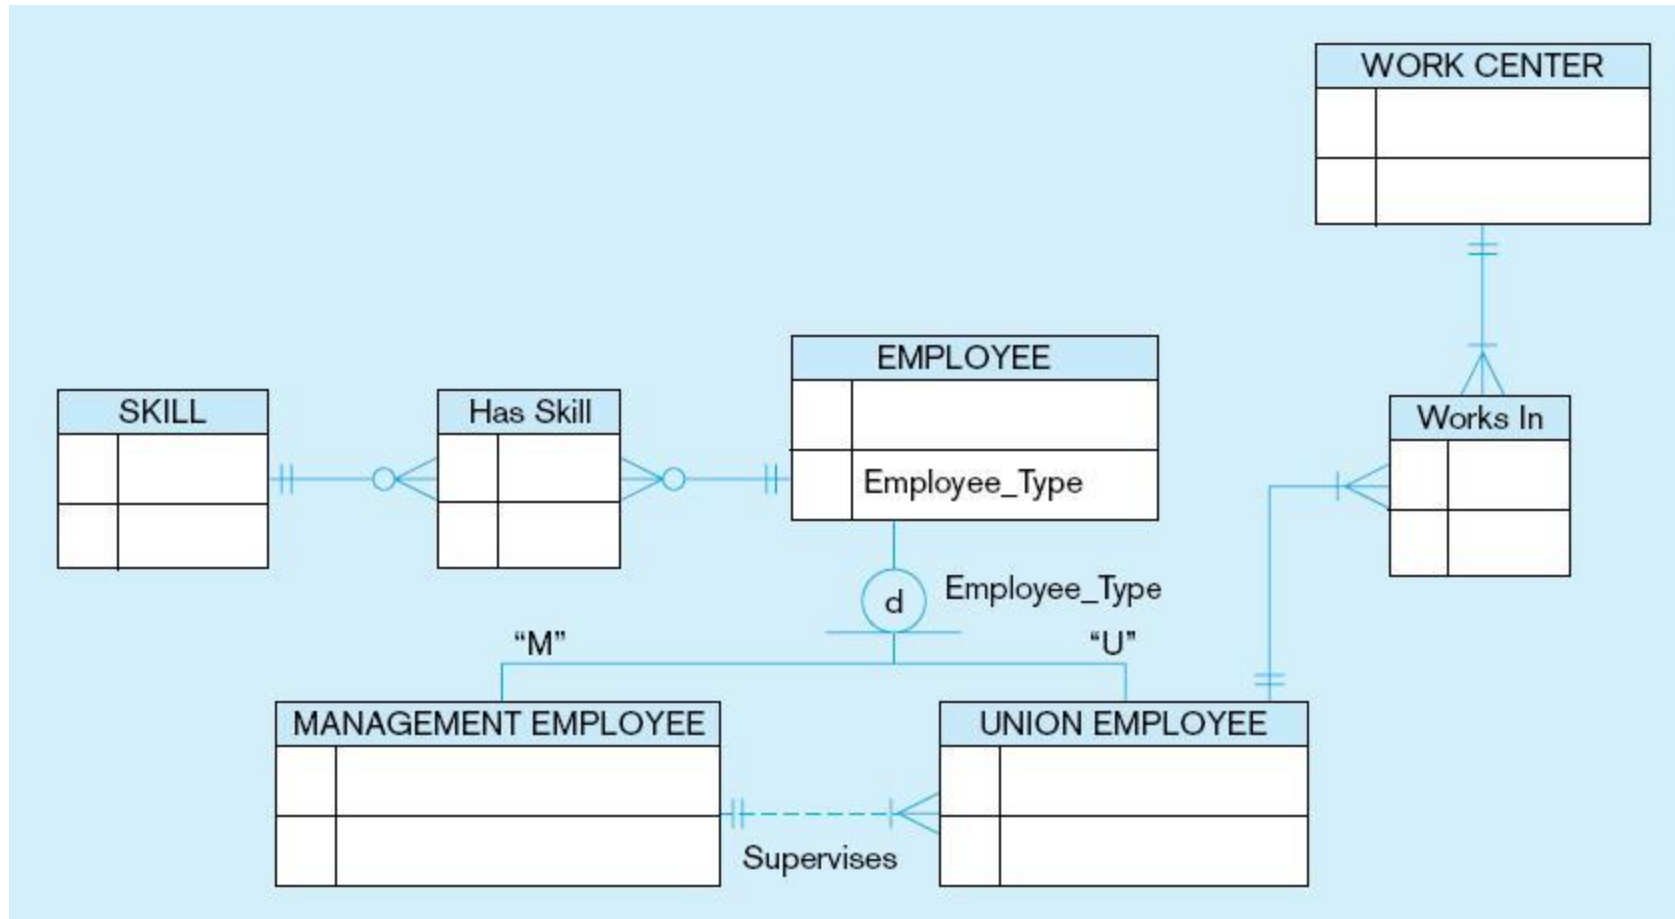 WORK CENTER
EMPLOYEE
SKILL
Has Skill
Works In
Employee_Type
d
Employee_Type
“M”
“U”
MANAGEMENT EMPLOYEE
UNION EMPLOYEE
Supervises